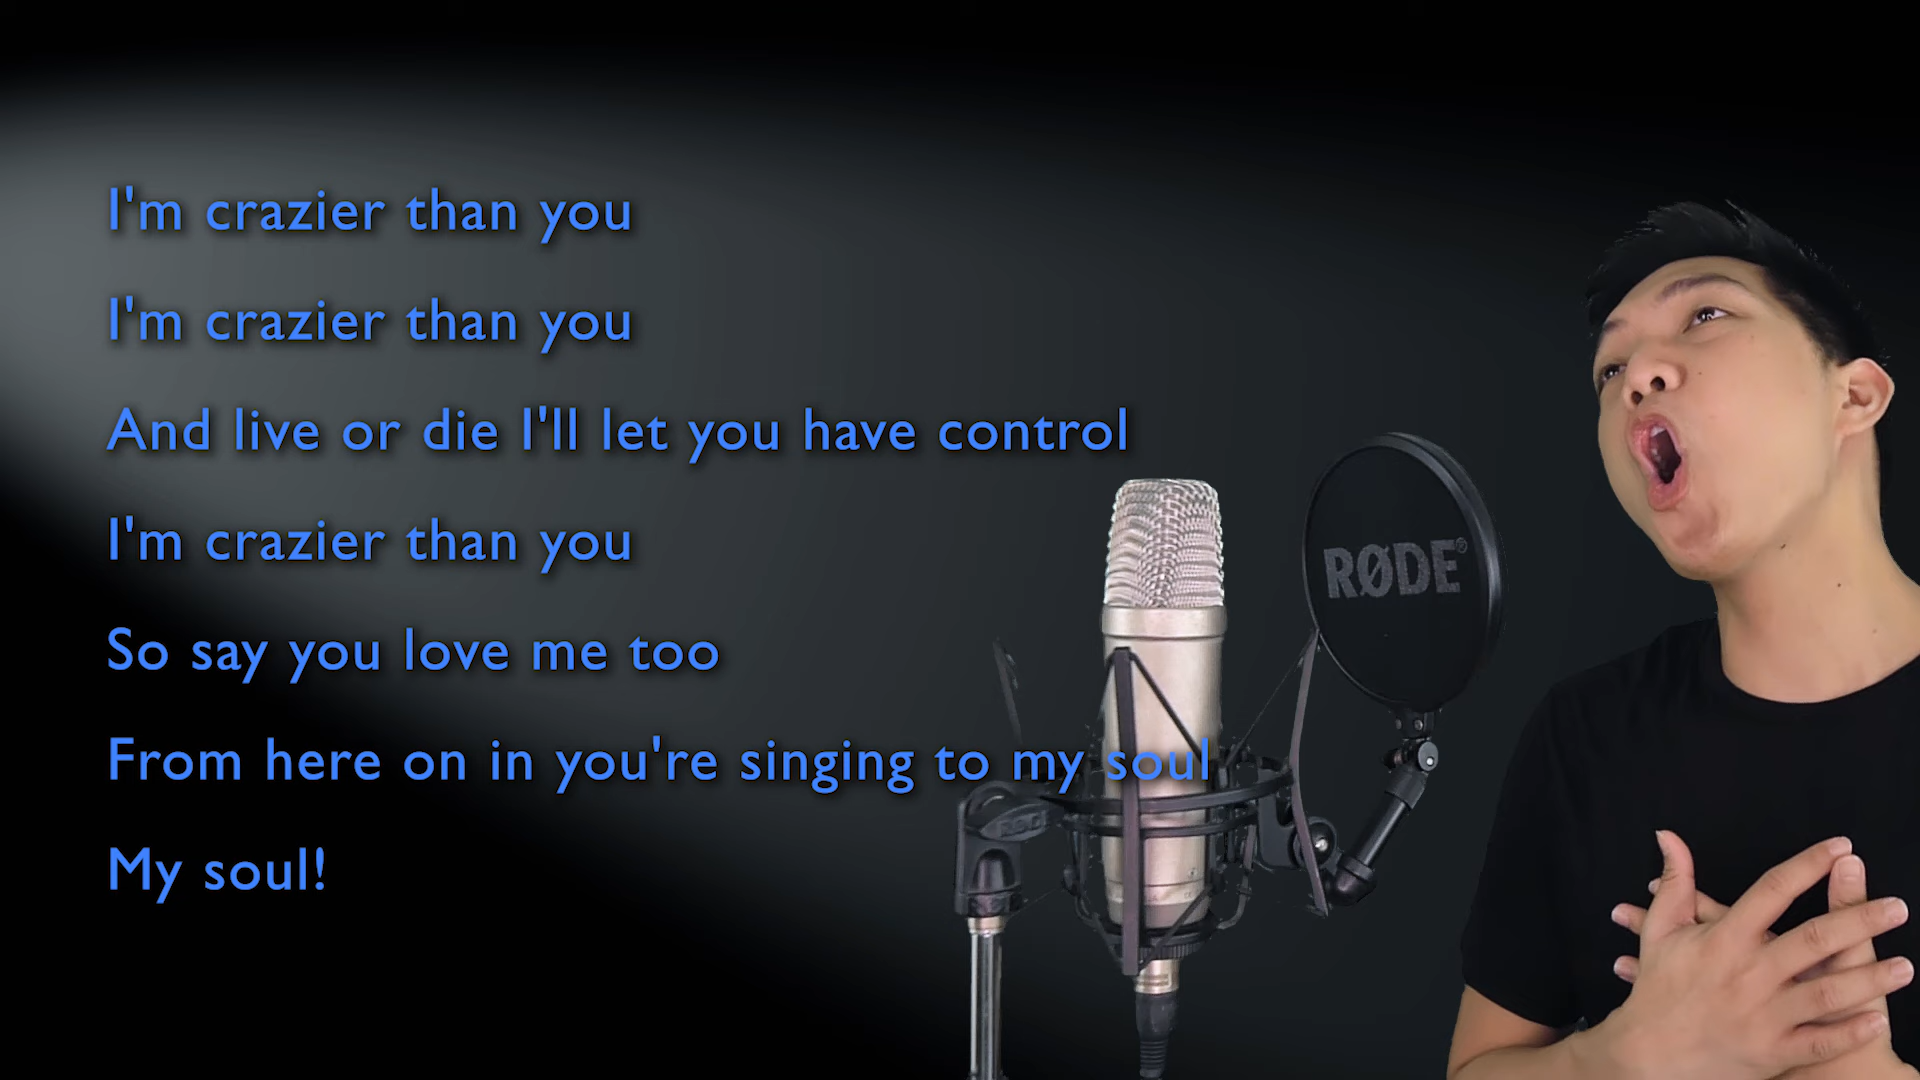 I'm crazier than you
I'm crazier than you
And live or die I'll let you have control
I'm crazier than you
So say you love me too
From here on in you're singing to my soul
My soul!
RØDE®